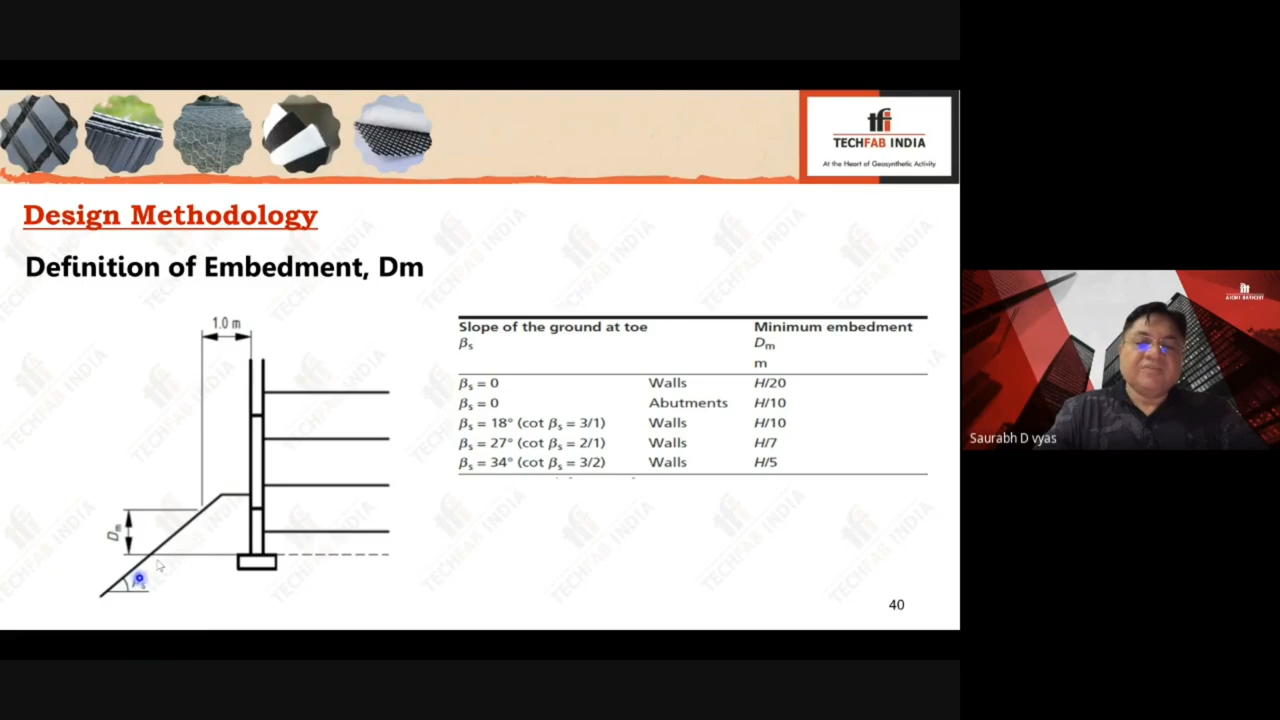 tfi
TECHFAB INDIA
At the Heart of Geosynthetic Activity
Design Methodology
Definition of Embedment, Dm
1.0 m
Dm
Slope of the ground at toe Minimum embedment
βs Dm
m
βs = 0 Walls H/20
βs = 0 Abutments H/10
βs = 18° (cot βs = 3/1) Walls H/10
βs = 27° (cot βs = 2/1) Walls H/7
βs = 34° (cot βs = 3/2) Walls H/5
40
Saurabh D vyas